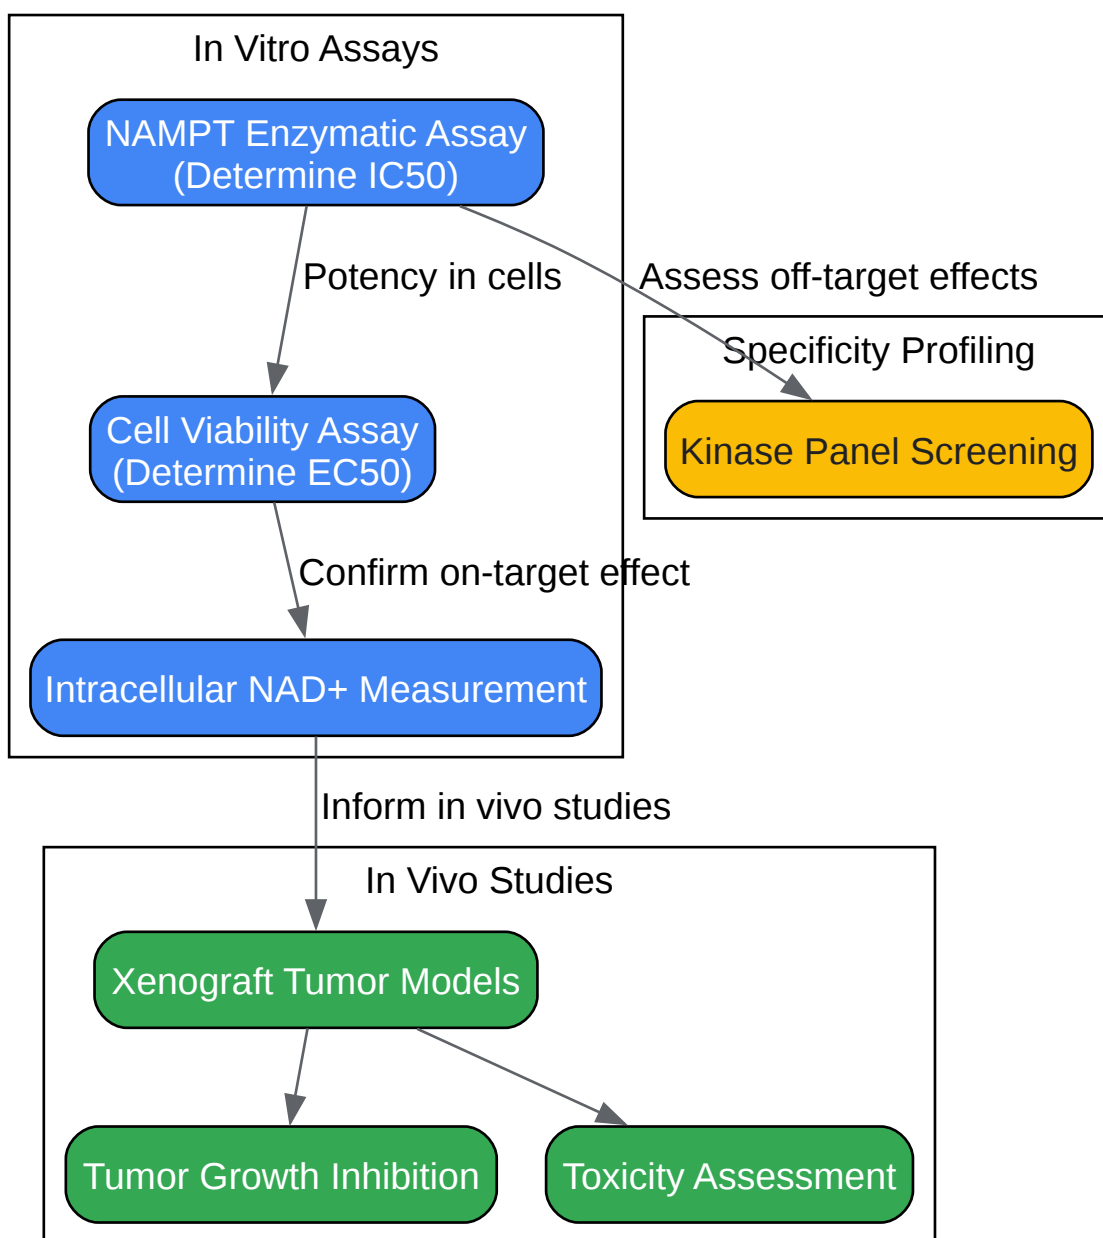 In Vitro Assays
NAMPT Enzymatic Assay
(Determine IC50)
Potency in cells
Assess off-target effects
Specificity Profiling
Kinase Panel Screening
Cell Viability Assay
(Determine EC50)
Confirm on-target effect
Intracellular NAD+ Measurement
Inform in vivo studies
In Vivo Studies
Xenograft Tumor Models
Tumor Growth Inhibition
Toxicity Assessment